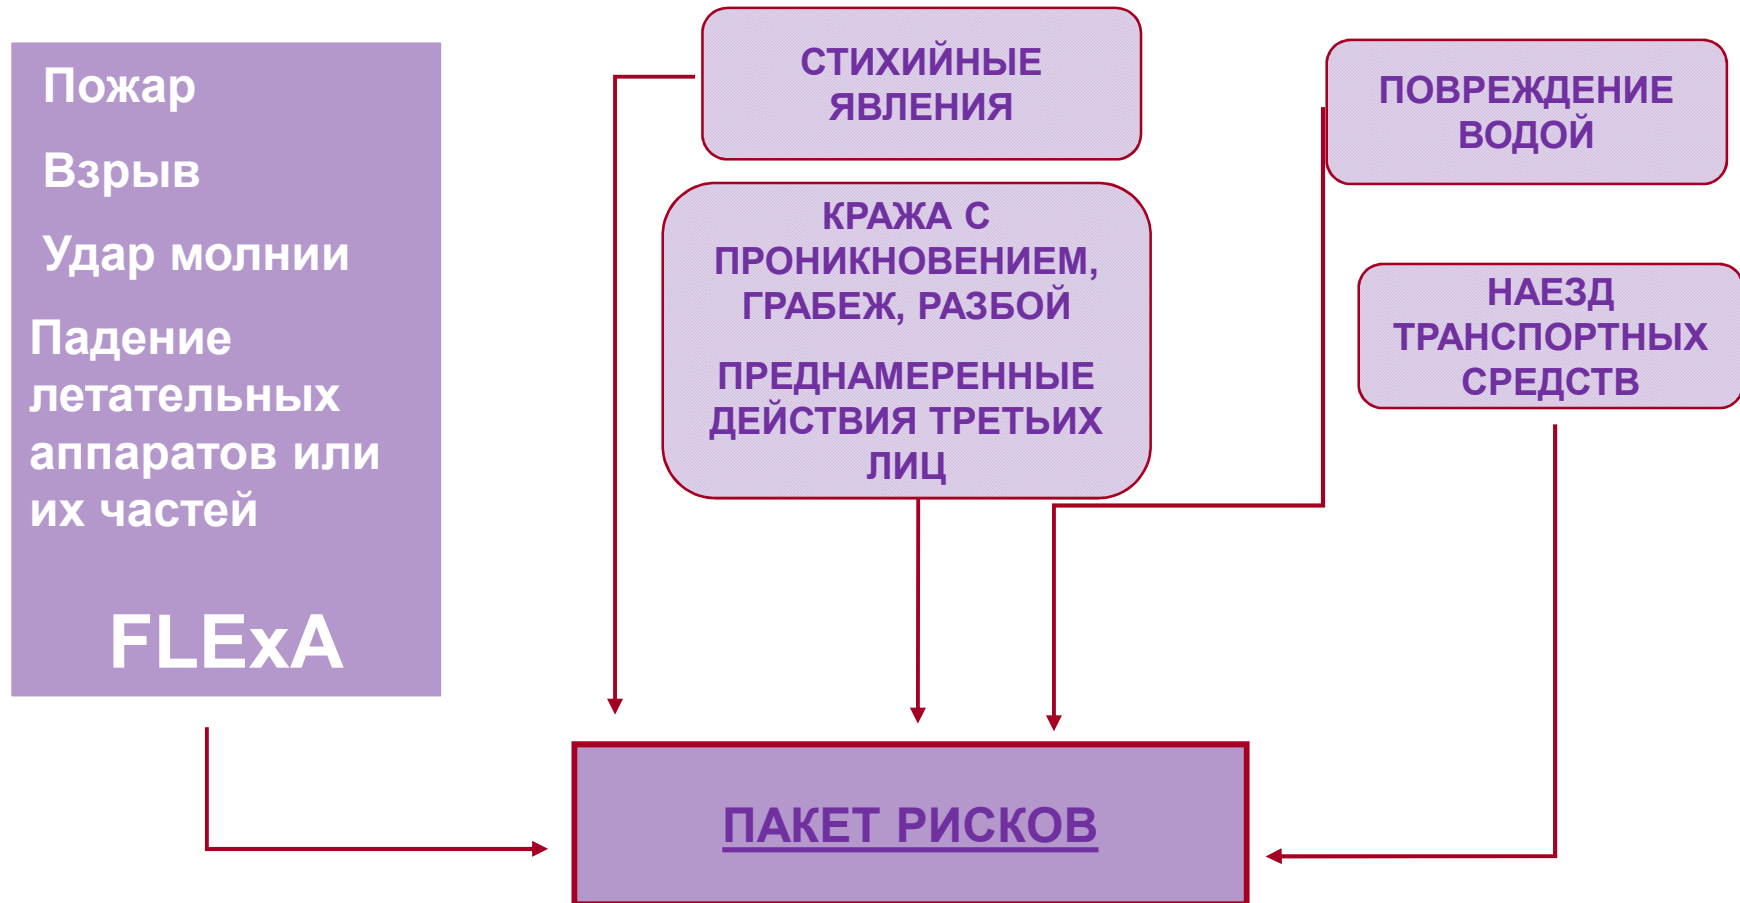 Пожар
Взрыв
Удар молнии
Падение
летательных
аппаратов или
их частей
FLExA
СТИХИЙНЫЕ
ЯВЛЕНИЯ
КРАЖА С
ПРОНИКНОВЕНИЕМ,
ГРАБЕЖ, РАЗБОЙ
ПРЕДНАМЕРЕННЫЕ
ДЕЙСТВИЯ ТРЕТЬИХ
ЛИЦ
ПОВРЕЖДЕНИЕ
ВОДОЙ
НАЕЗД
ТРАНСПОРТНЫХ
СРЕДСТВ
ПАКЕТ РИСКОВ